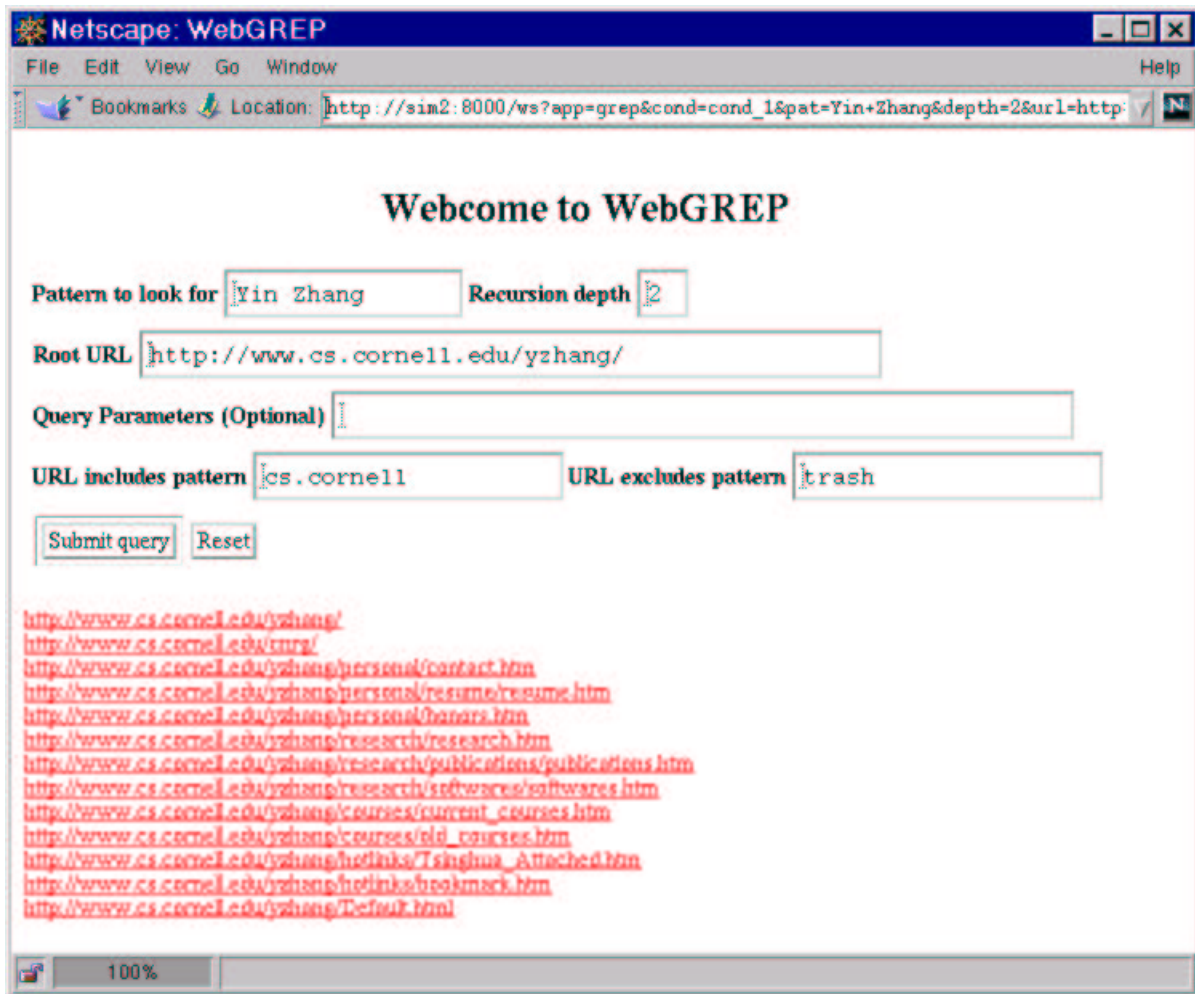 Netscape: WebGREP
File Edit View Go Window Help
Bookmarks Location: http://sim2:8000/ws?app=grep&cond=cond_1&pat=Yin+Zhang&depth=2&url=http:
N
Webcome to WebGREP
Pattern to look for Yin Zhang Recursion depth 2
Root URL http://www.cs.cornell.edu/yzhang/
Query Parameters (Optional)
URL includes pattern cs.cornell URL excludes pattern trash
Submit query Reset
http://www.cs.cornell.edu/yzhang/
http://www.cs.cornell.edu/cnrg/
http://www.cs.cornell.edu/yzhang/personal/contact.htm
http://www.cs.cornell.edu/yzhang/personal/resume/resume.htm
http://www.cs.cornell.edu/yzhang/personal/honors.htm
http://www.cs.cornell.edu/yzhang/research/research.htm
http://www.cs.cornell.edu/yzhang/research/publications/publications.htm
http://www.cs.cornell.edu/yzhang/research/softwares/softwares.htm
http://www.cs.cornell.edu/yzhang/courses/current_courses.htm
http://www.cs.cornell.edu/yzhang/courses/old_courses.htm
http://www.cs.cornell.edu/yzhang/hotlinks/Tsinghua_Attached.htm
http://www.cs.cornell.edu/yzhang/hotlinks/bookmark.htm
http://www.cs.cornell.edu/yzhang/Default.html
100%